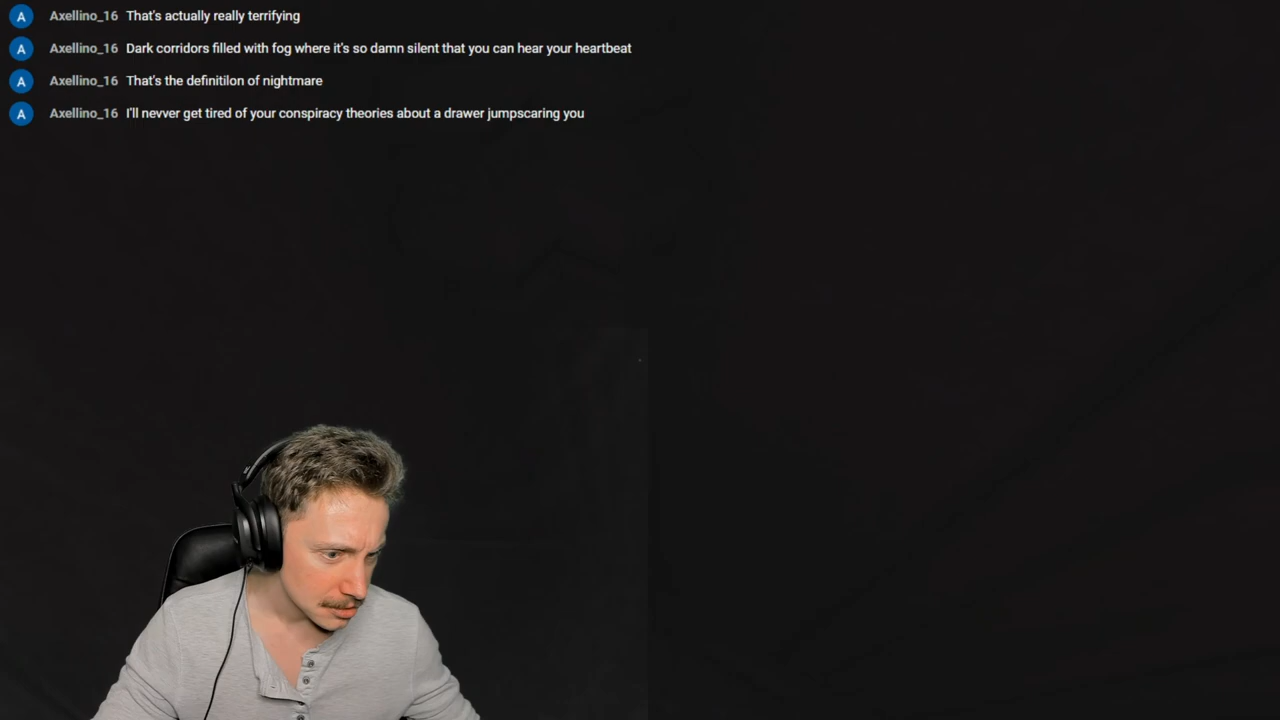 A Axellino_16 That's actually really terrifying
A Axellino_16 Dark corridors filled with fog where it's so damn silent that you can hear your heartbeat
A Axellino_16 That's the definitilon of nightmare
A Axellino_16 I'll nevver get tired of your conspiracy theories about a drawer jumpscaring you